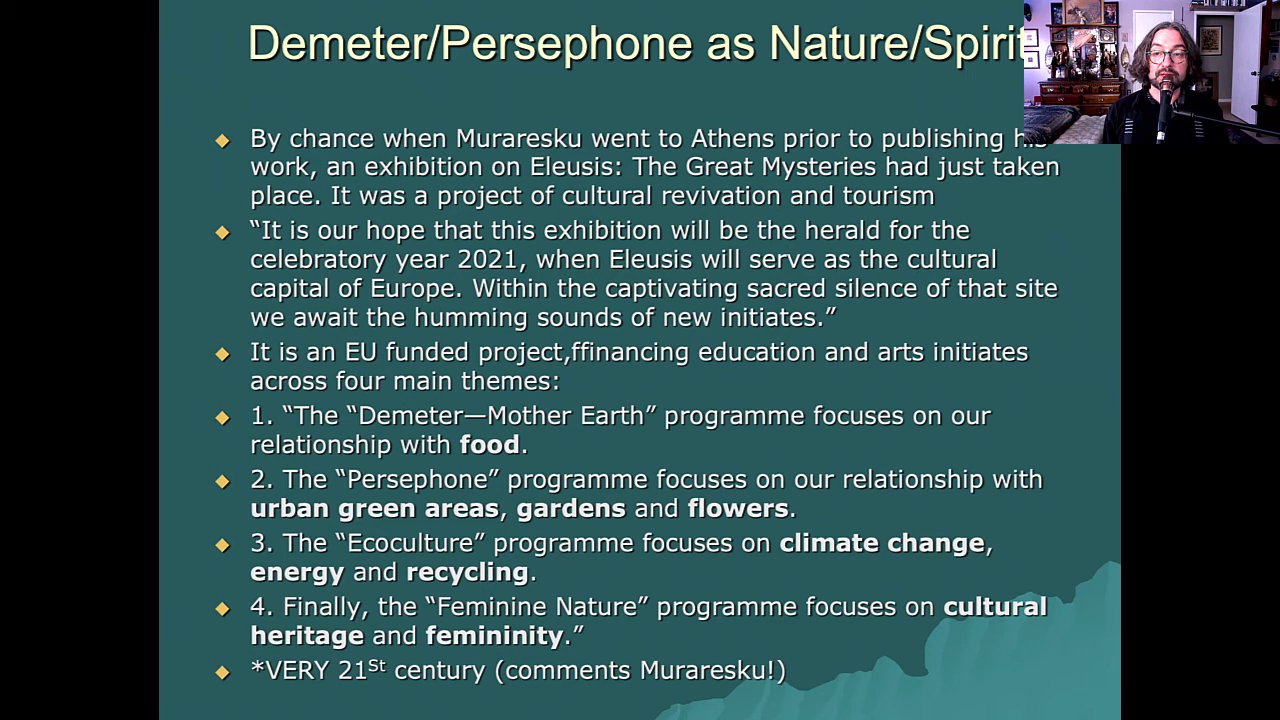 Demeter/Persephone as Nature/Spirit
By chance when Muraresku went to Athens prior to publishing his
work, an exhibition on Eleusis: The Great Mysteries had just taken
place. It was a project of cultural revivation and tourism
“It is our hope that this exhibition will be the herald for the
celebratory year 2021, when Eleusis will serve as the cultural
capital of Europe. Within the captivating sacred silence of that site
we await the humming sounds of new initiates.”
It is an EU funded project,ffinancing education and arts initiates
across four main themes:
1. “The “Demeter—Mother Earth” programme focuses on our
relationship with food.
2. The “Persephone” programme focuses on our relationship with
urban green areas, gardens and flowers.
3. The “Ecoculture” programme focuses on climate change,
energy and recycling.
4. Finally, the “Feminine Nature” programme focuses on cultural
heritage and femininity.”
*VERY 21St century (comments Muraresku!)